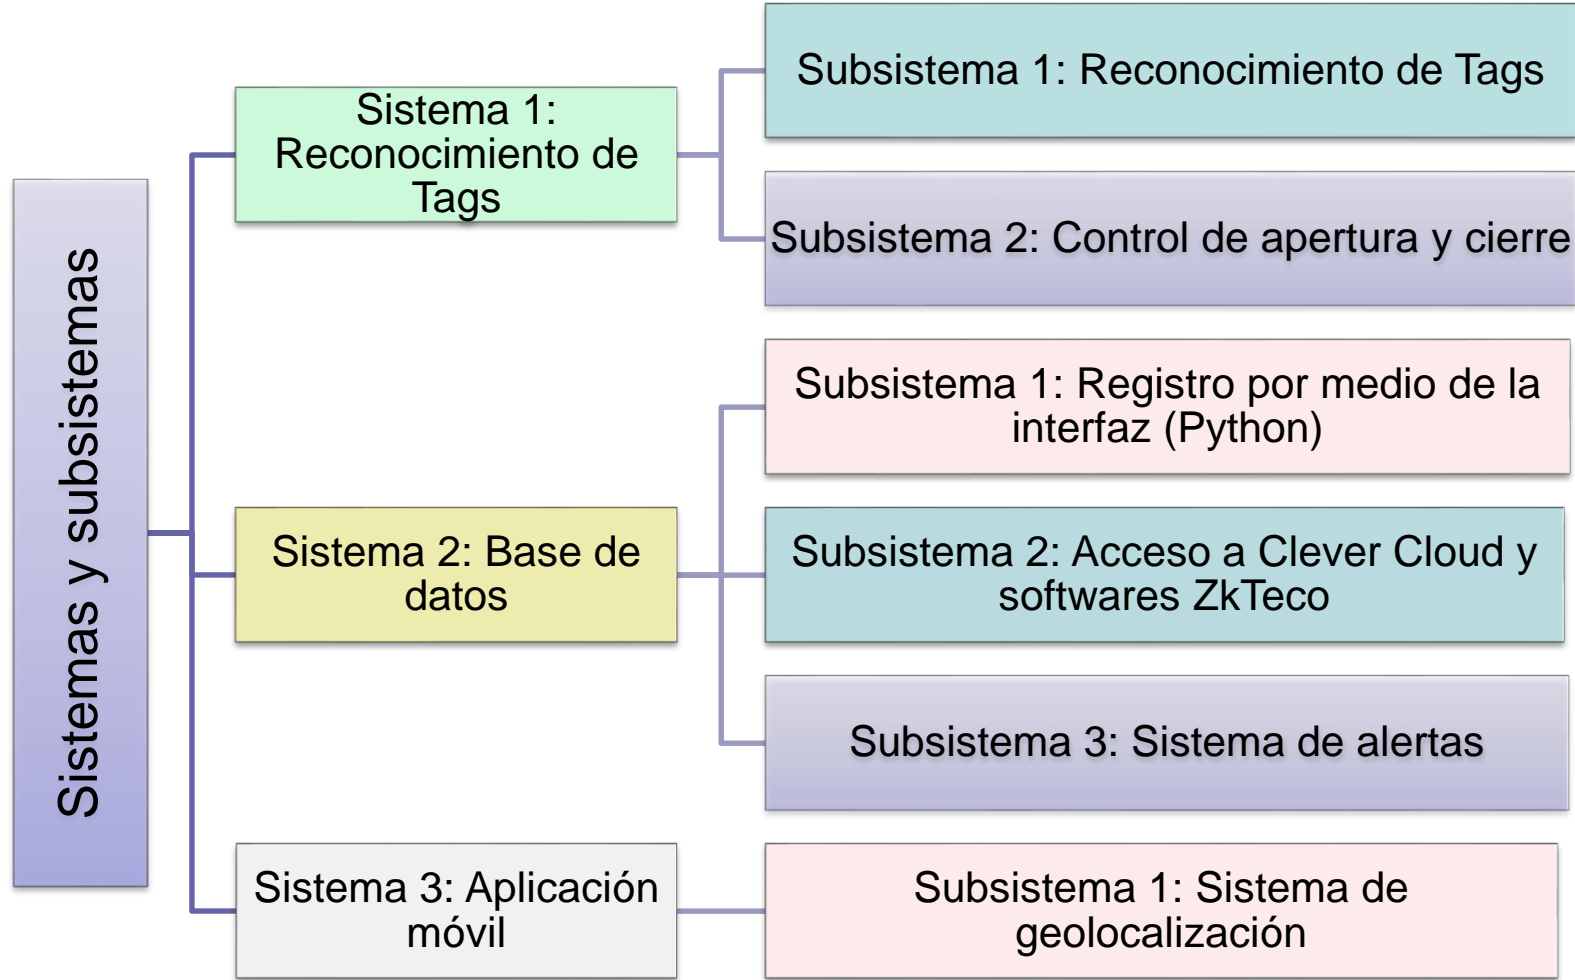 Sistemas y subsistemas
Sistema 1:
Reconocimiento de
Tags
Subsistema 1: Reconocimiento de Tags
Subsistema 2: Control de apertura y cierre
Sistema 2: Base de
datos
Subsistema 1: Registro por medio de la
interfaz (Python)
Subsistema 2: Acceso a Clever Cloud y
softwares ZkTeco
Subsistema 3: Sistema de alertas
Sistema 3: Aplicación
móvil
Subsistema 1: Sistema de
geolocalización